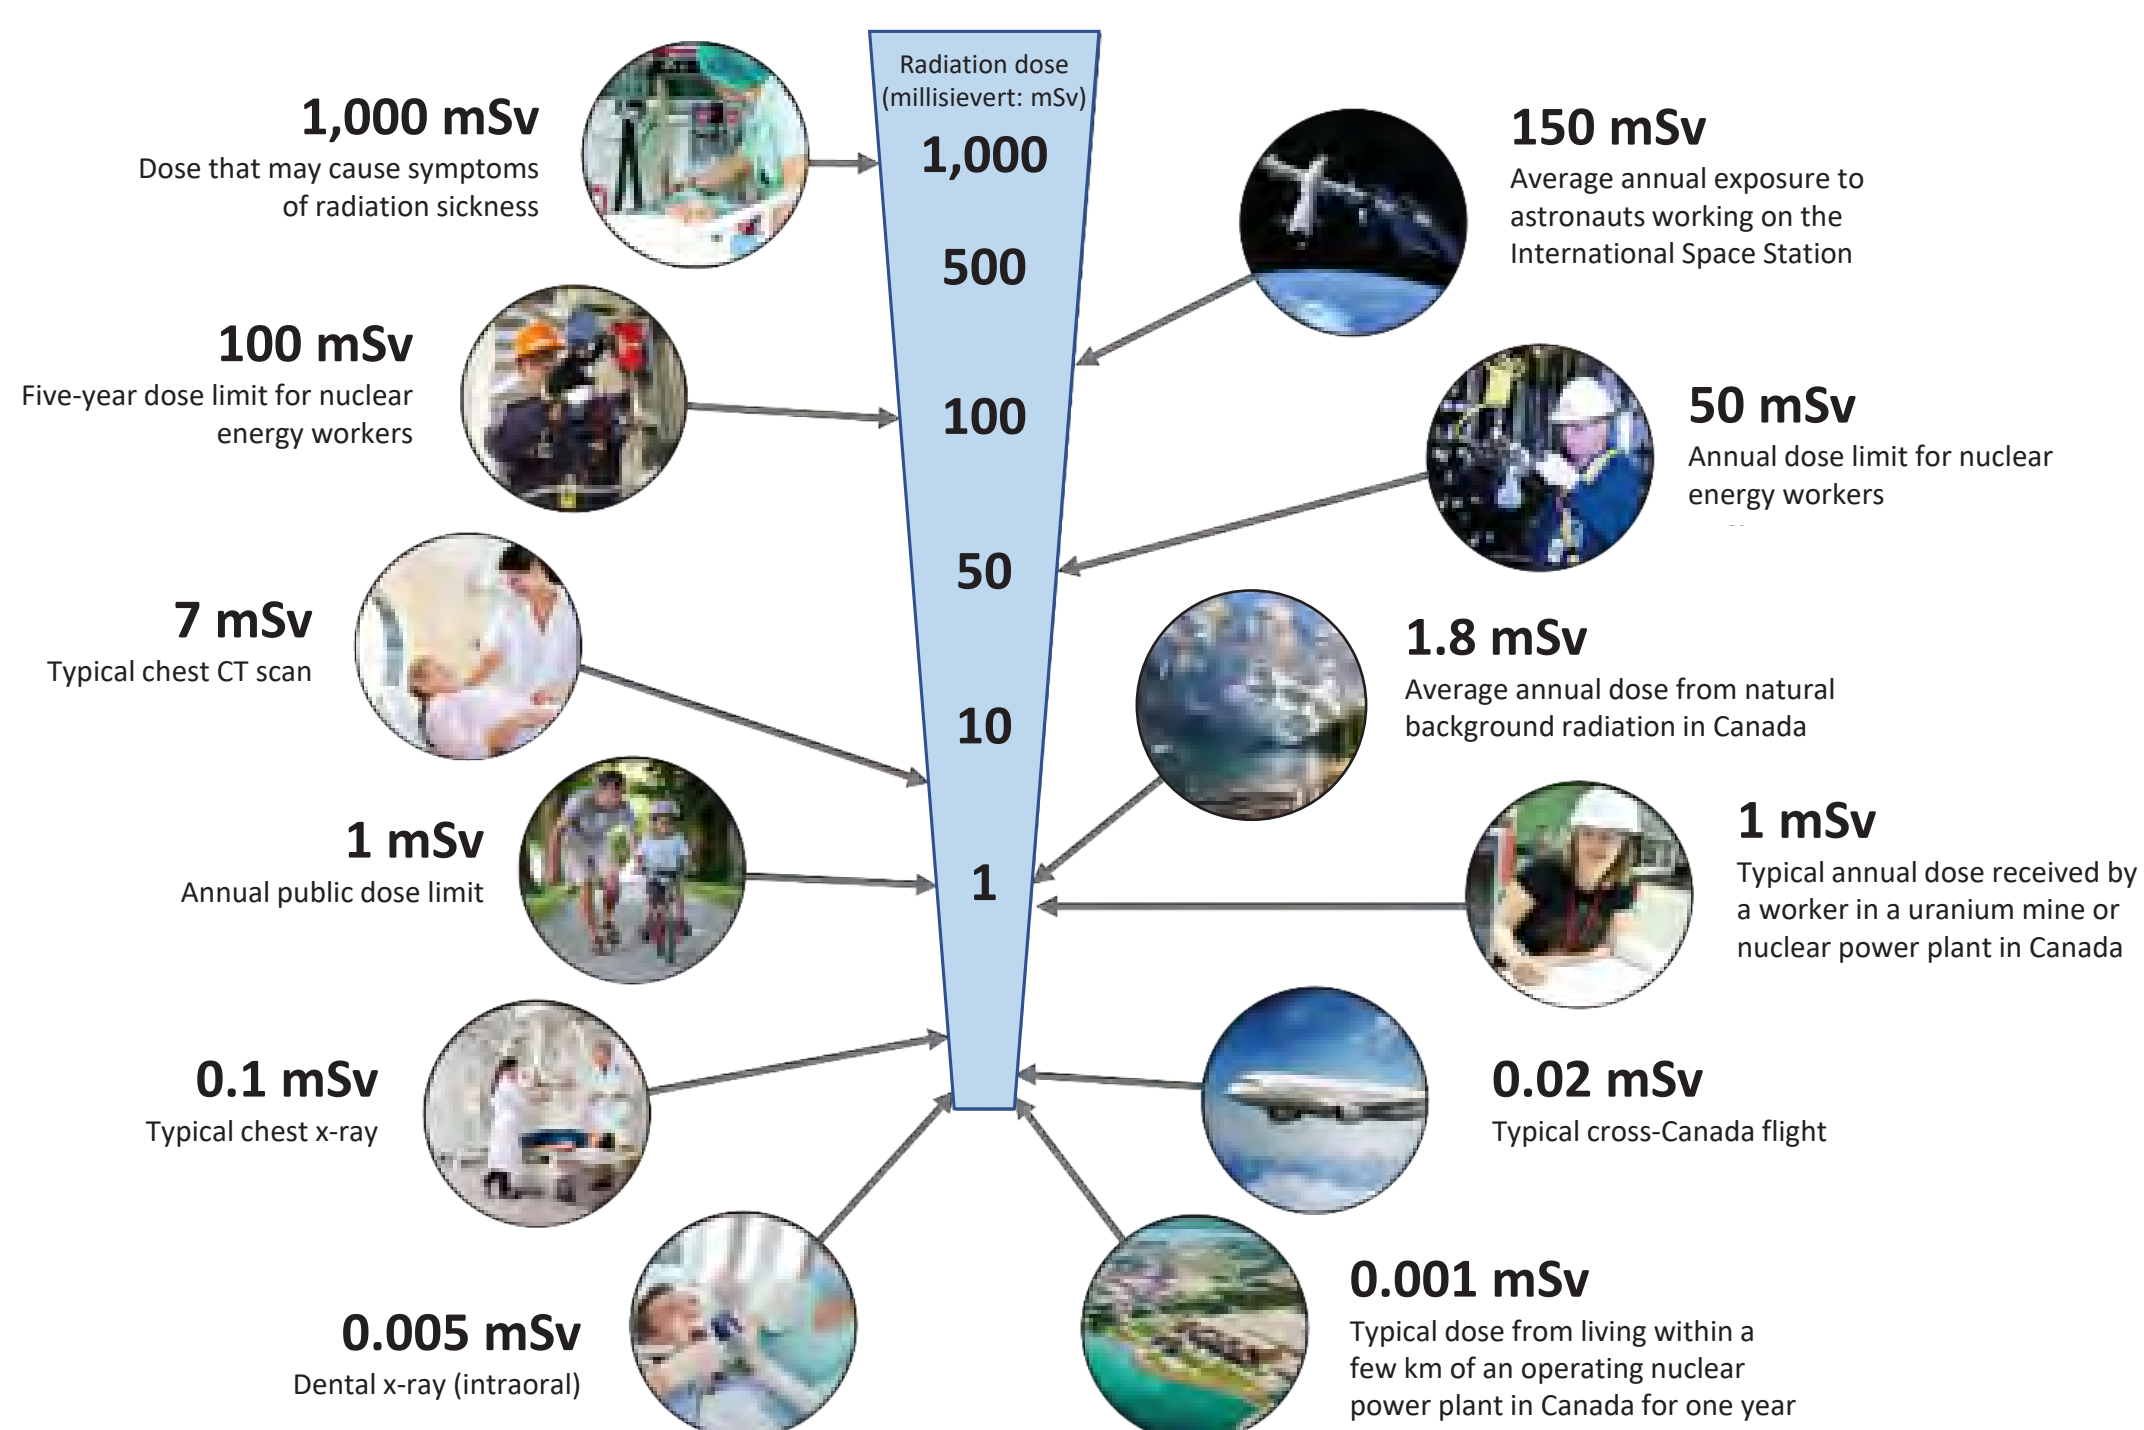 Radiation dose
(millisievert: mSv)
1,000
500
100
50
10
1
1,000 mSv
Dose that may cause symptoms
of radiation sickness
150 mSv
Average annual exposure to
astronauts working on the
International Space Station
100 mSv
Five-year dose limit for nuclear
energy workers
50 mSv
Annual dose limit for nuclear
energy workers
7 mSv
Typical chest CT scan
1.8 mSv
Average annual dose from natural
background radiation in Canada
1 mSv
Annual public dose limit
1 mSv
Typical annual dose received by
a worker in a uranium mine or
nuclear power plant in Canada
0.1 mSv
Typical chest x-ray
0.02 mSv
Typical cross-Canada flight
0.005 mSv
Dental x-ray (intraoral)
0.001 mSv
Typical dose from living within a
few km of an operating nuclear
power plant in Canada for one year